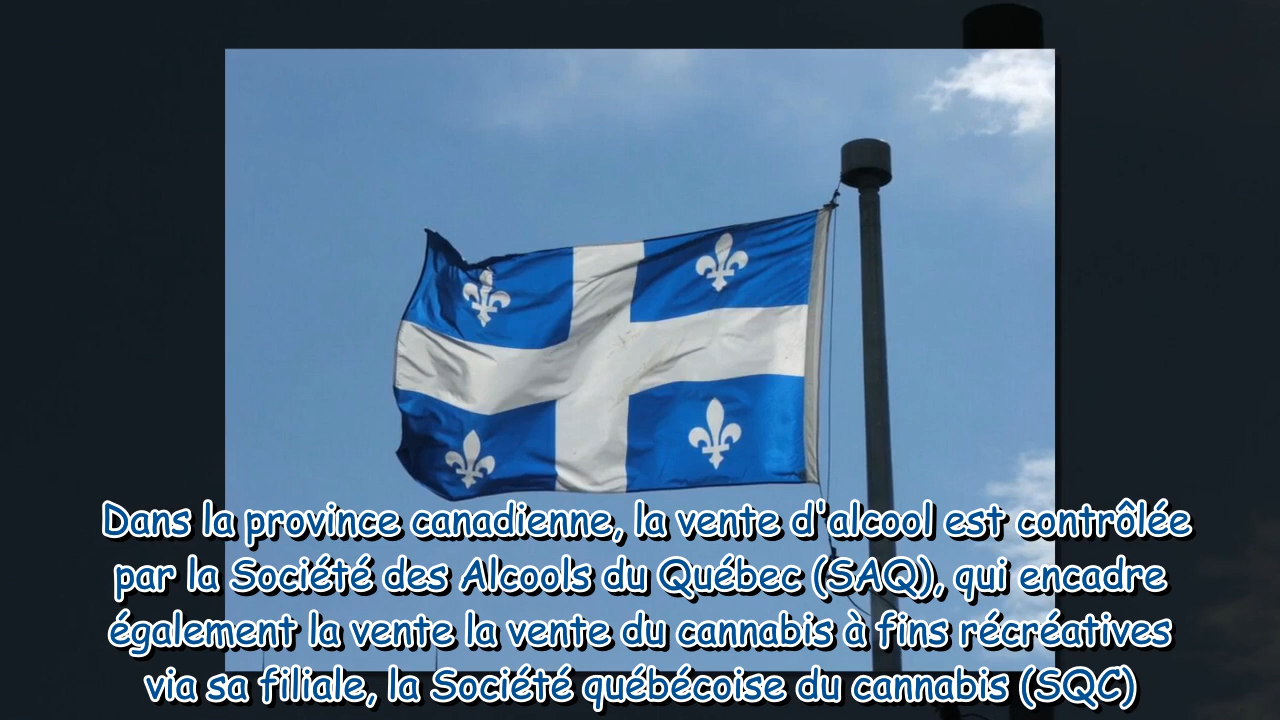 Dans la province canadienne, la vente d'alcool est contrôlée
par la Société des Alcools du Québec (SAQ), qui encadre
également la vente la vente du cannabis à fins récréatives
via sa filiale, la Société québécoise du cannabis (SQC)